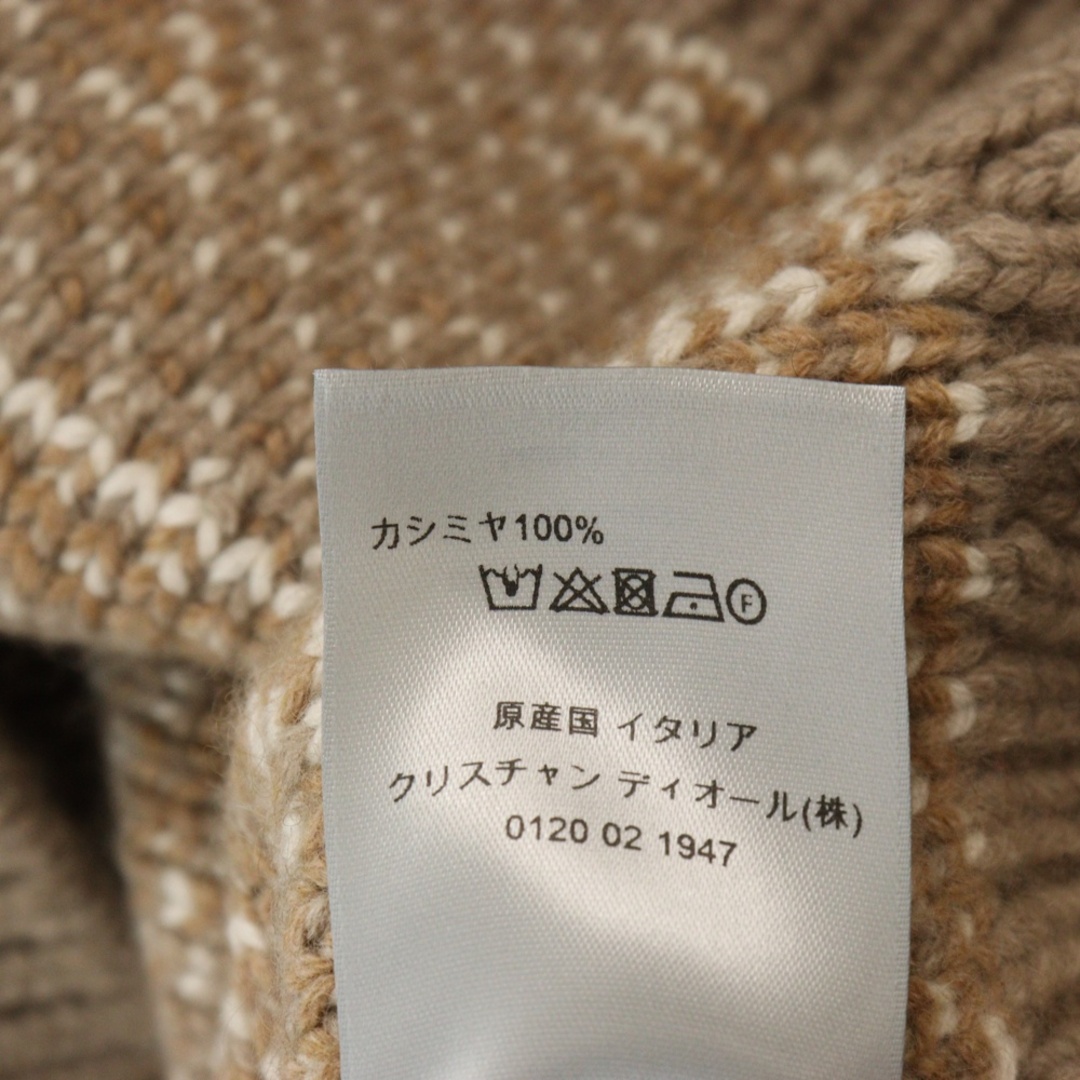 カシミヤ100%
F
原産国 イタリア
クリスチャン ディオール(株)
0120 02 1947